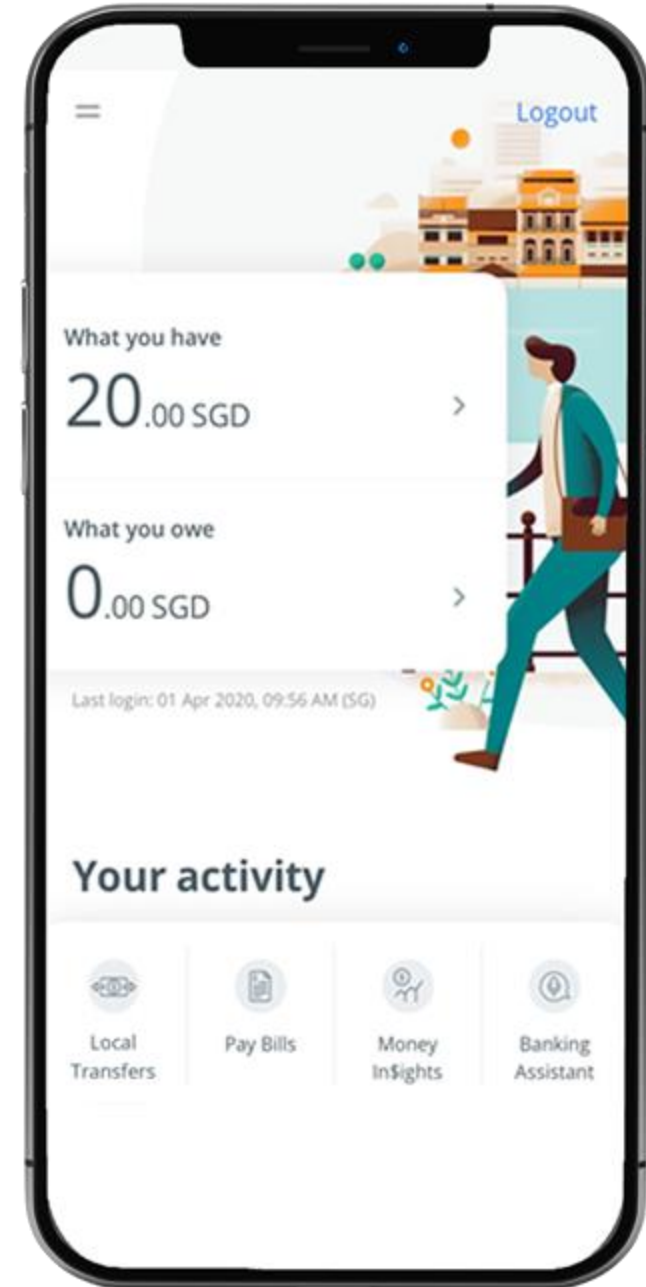 Logout
What you have
20.00 SGD
What you owe
0.00 SGD
Last login: 01 Apr 2020, 09:56 AM (SG)
Your activity
Local
Transfers
Pay Bills
Money
In$ights
Banking
Assistant